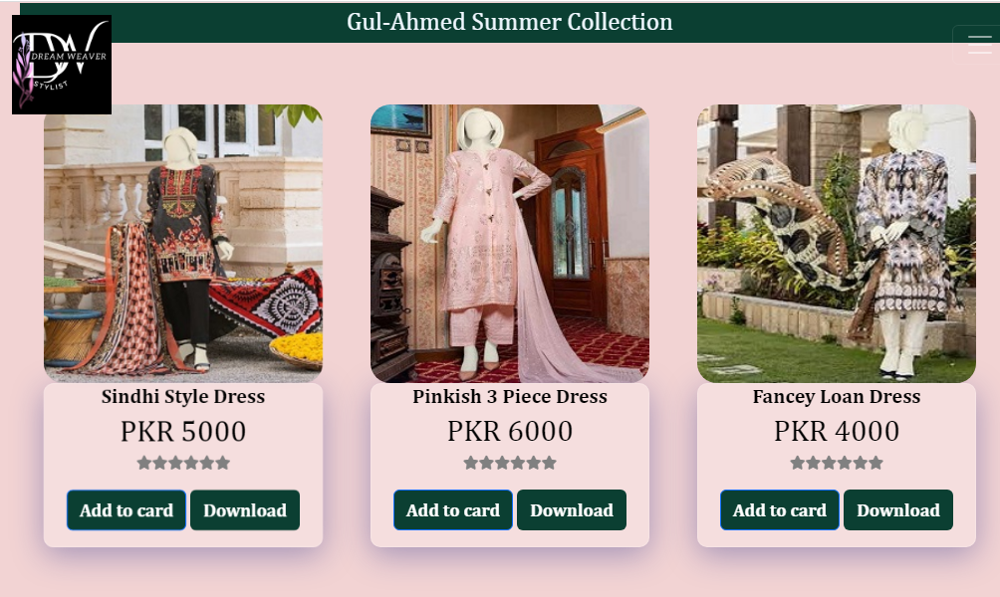 Gul-Ahmed Summer Collection
DW
DREAM WEAVER
STYLIST
Sindhi Style Dress
PKR 5000
Add to card
Download
Pinkish 3 Piece Dress
PKR 6000
Add to card
Download
Fancey Loan Dress
PKR 4000
Add to card
Download